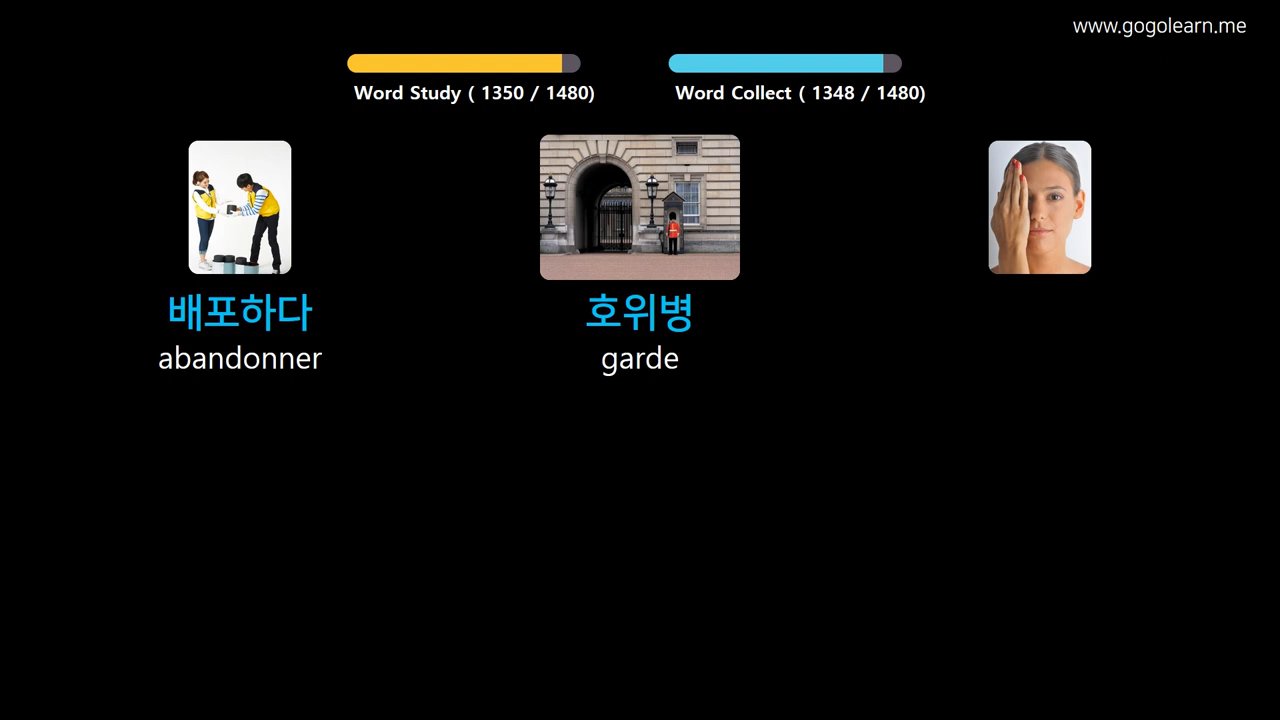 www.gogolearn.me
Word Study ( 1350 / 1480)
Word Collect ( 1348 / 1480)
배포하다
abandonner
호위병
garde